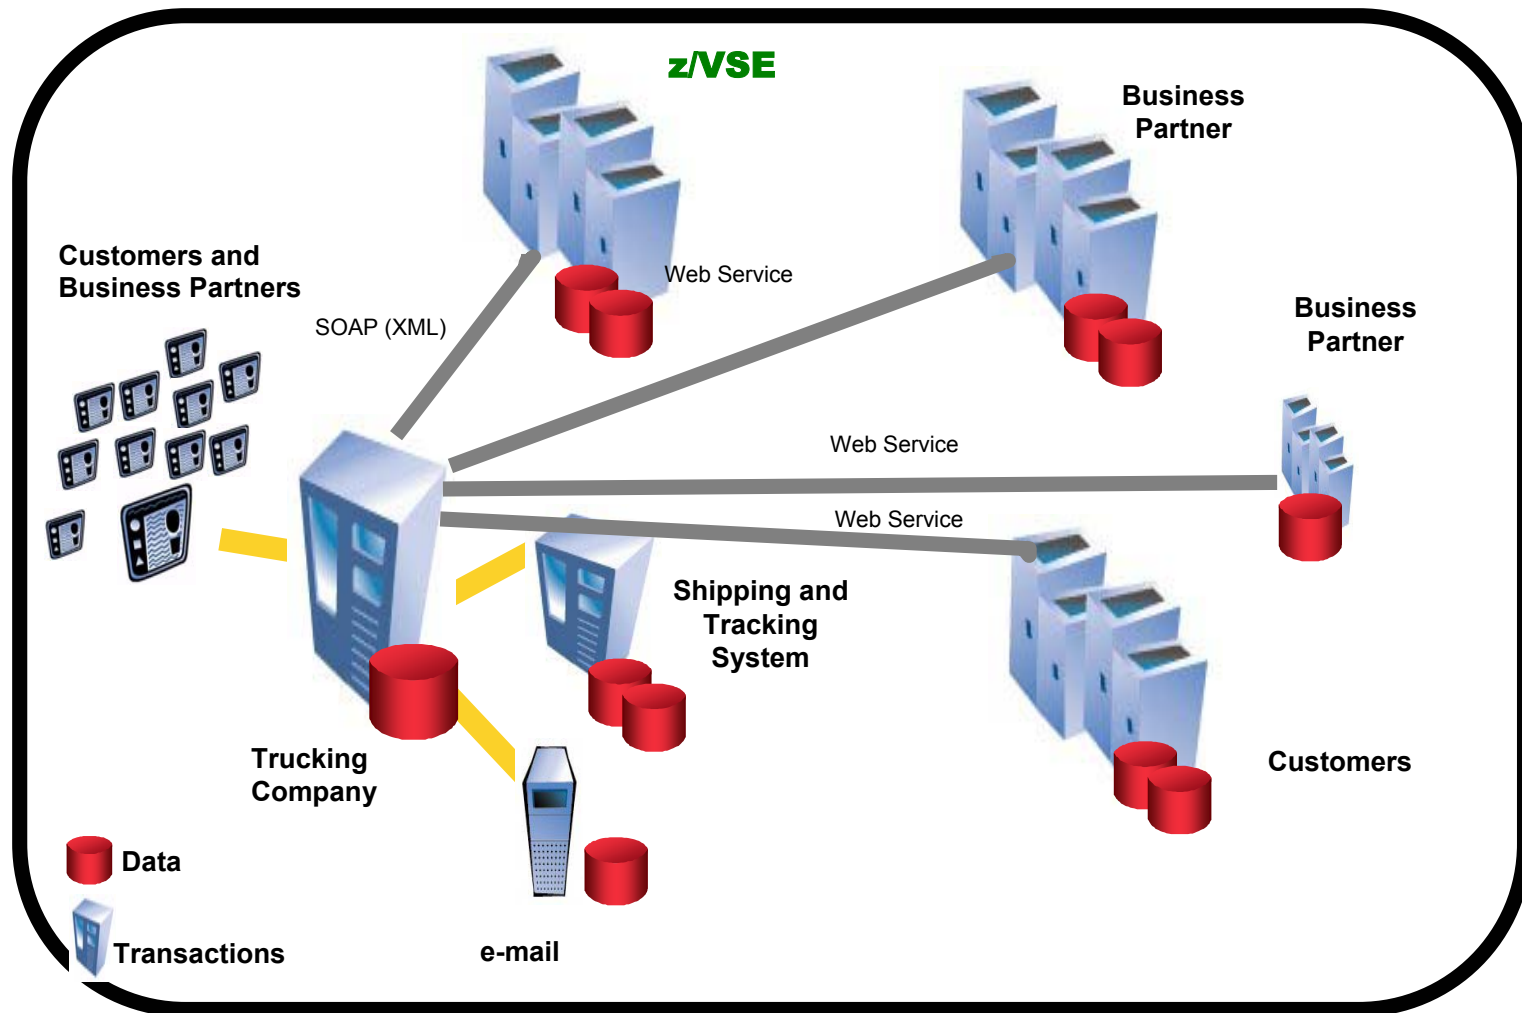 z/VSE
Business
Partner
Customers and
Business Partners
Web Service
SOAP (XML)
Business
Partner
Web Service
Web Service
Shipping and
Tracking
System
Trucking
Company
Customers
Data
Transactions
e-mail